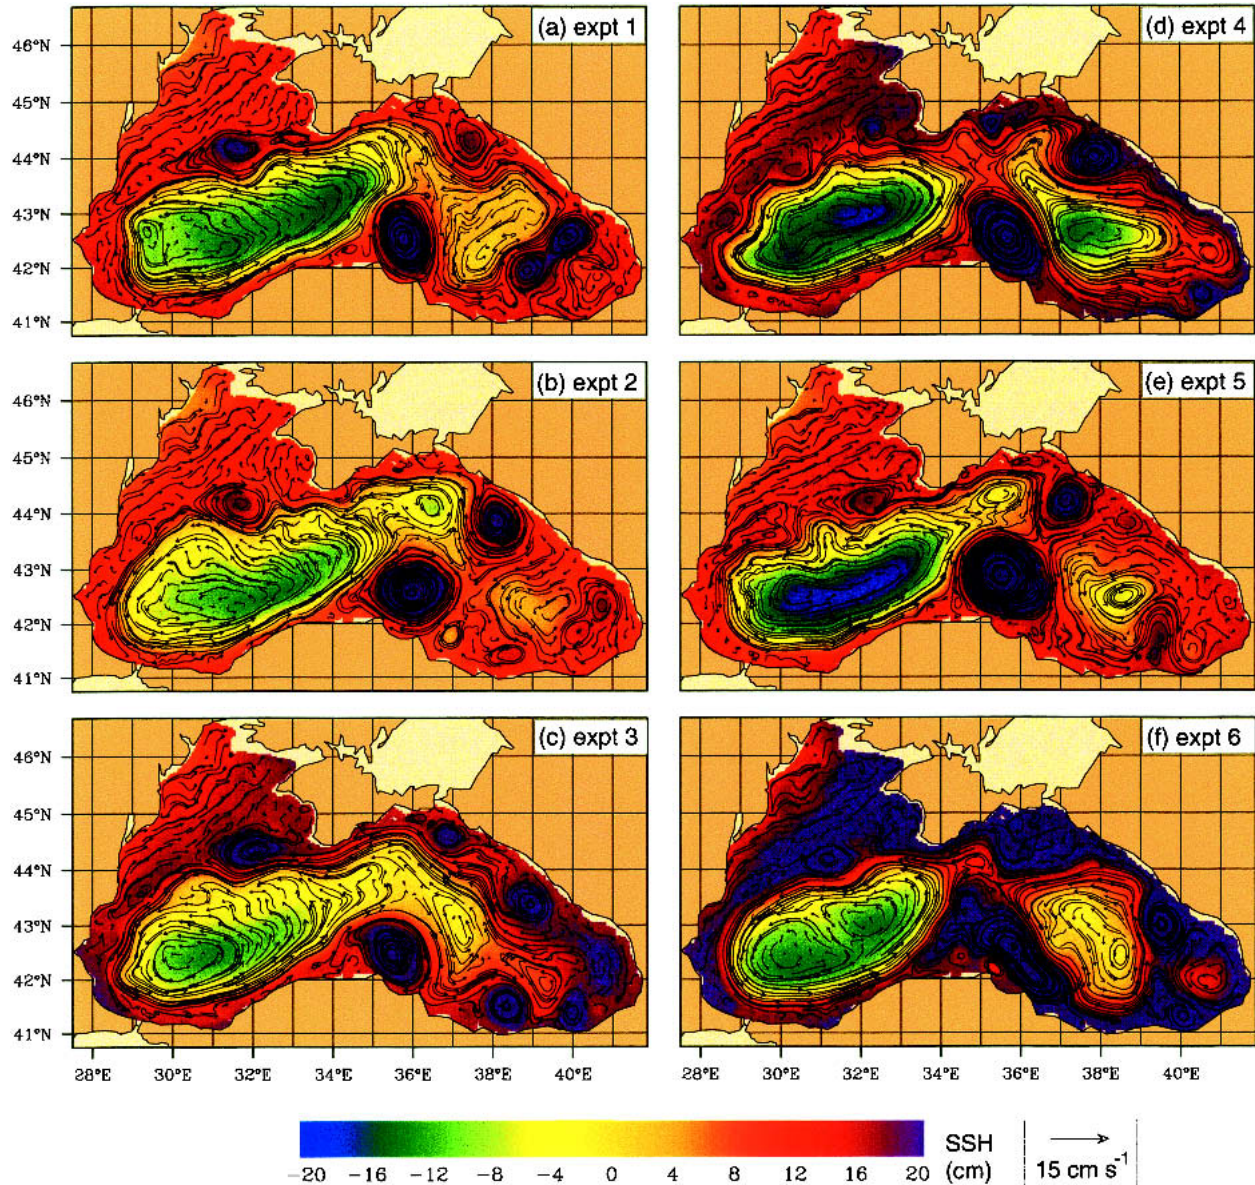 (a) expt 1
(d) expt 4
46°N
45°N
44°N
43°N
42°N
41°N
(b) expt 2
(e) expt 5
46°N
45°N
44°N
43°N
42°N
41°N
(c) expt 3
(f) expt 6
46°N
45°N
44°N
43°N
42°N
41°N
28°E 30°E 32°E 34°E 36°E 38°E 40°E 28°E 30°E 32°E 34°E 36°E 38°E 40°E
SSH
(cm)
−20 −16 −12 −8 −4 0 4 8 12 16 20
15 cm s⁻¹